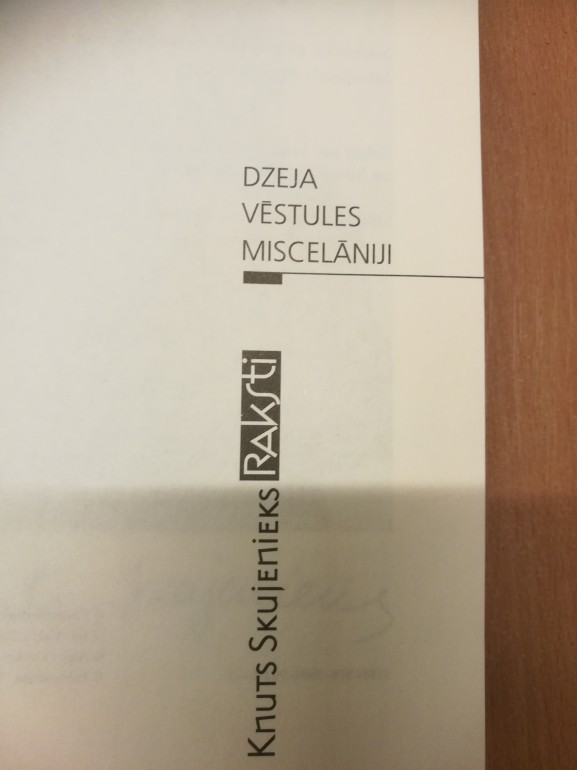 DZEJA
VĒSTULES
MISCELĀNIJI
Knuts Skujenieks Raksti